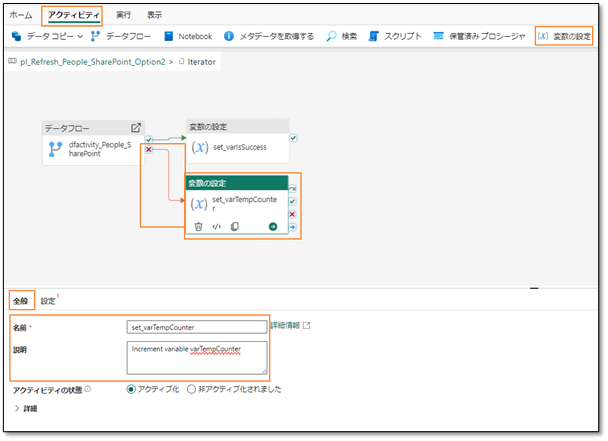 ホーム アクティビティ 実行 表示
データ コピー データフロー Notebook メタデータを取得する 検索 スクリプト 保管済み プロシージャ (x) 変数の設定
pl_Refresh_People_SharePoint_Option2 > Iterator
データフロー
dfactivity_People_S
harePoint
変数の設定
(x) set_varIsSuccess
変数の設定
(x) set_varTempCounte
r
全般 設定 1
名前 * set_varTempCounter 詳細情報
説明 Increment variable varTempCounter
アクティビティの状態 アクティブ化 非アクティブ化されました
> 詳細